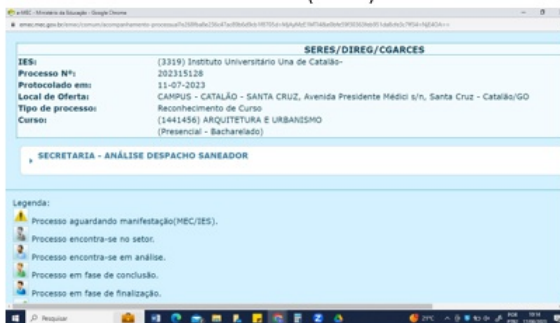 e-MEC - Ministério da Educação - Google Chrome
SERES/DIREG/CGARCES
IES: (3319) Instituto Universitário Una de Catalão-
Processo Nº: 202315128
Protocolado em: 11-07-2023
Local de Oferta: CAMPUS - CATALÃO - SANTA CRUZ, Avenida Presidente Médici s/n, Santa Cruz - Catalão/GO
Tipo de processo: Reconhecimento de Curso
Curso: (1441456) ARQUITETURA E URBANISMO
(Presencial - Bacharelado)
SECRETARIA - ANÁLISE DESPACHO SANEADOR
Legenda:
Processo aguardando manifestação(MEC/IES).
Processo encontra-se no setor.
Processo encontra-se em análise.
Processo em fase de conclusão.
Processo em fase de finalização.
Pesquisar
21°C